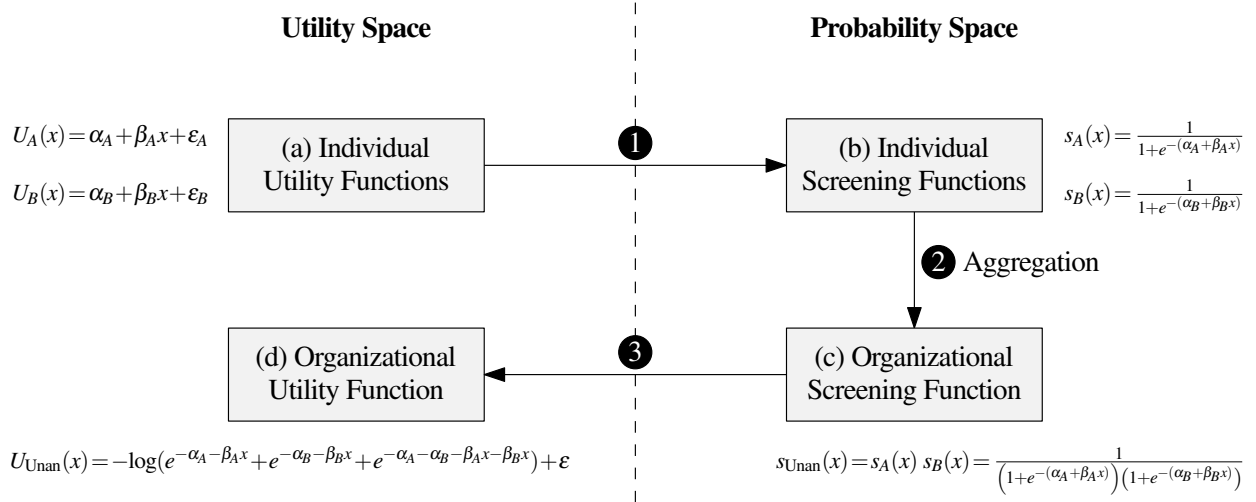 Utility Space
Probability Space
U_A(x) = α_A + β_A x + ε_A
U_B(x) = α_B + β_B x + ε_B
(a) Individual
Utility Functions
1
(b) Individual
Screening Functions
s_A(x) = 1/(1+e^{-(α_A+β_A x)})
s_B(x) = 1/(1+e^{-(α_B+β_B x)})
2 Aggregation
(d) Organizational
Utility Function
3
(c) Organizational
Screening Function
U_Unan(x) = -log(e^{-α_A-β_A x} + e^{-α_B-β_B x} + e^{-α_A-α_B-β_A x-β_B x}) + ε
s_Unan(x) = s_A(x) s_B(x) = 1/((1+e^{-(α_A+β_A x)})(1+e^{-(α_B+β_B x)}))